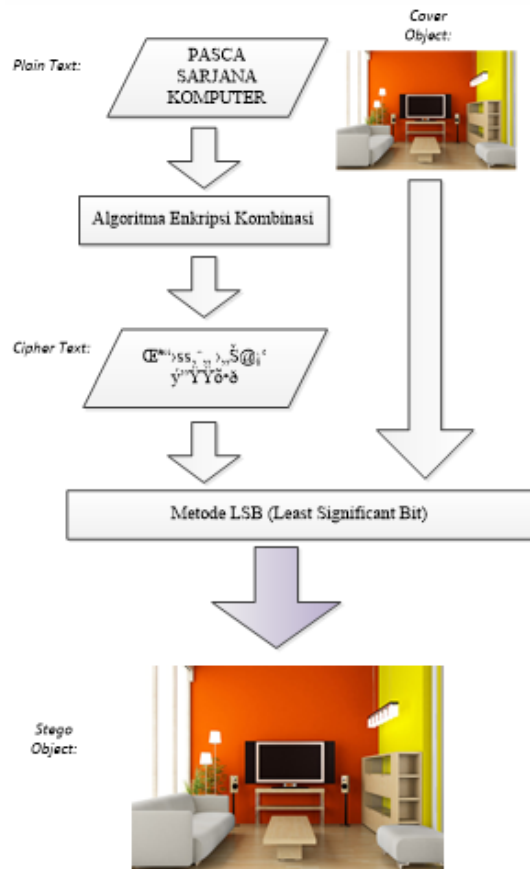 Cover
Object:
Plain Text:
PASCA
SARJANA
KOMPUTER
Algoritma Enkripsi Kombinasi
Cipher Text:
Metode LSB (Least Significant Bit)
Stego
Object: